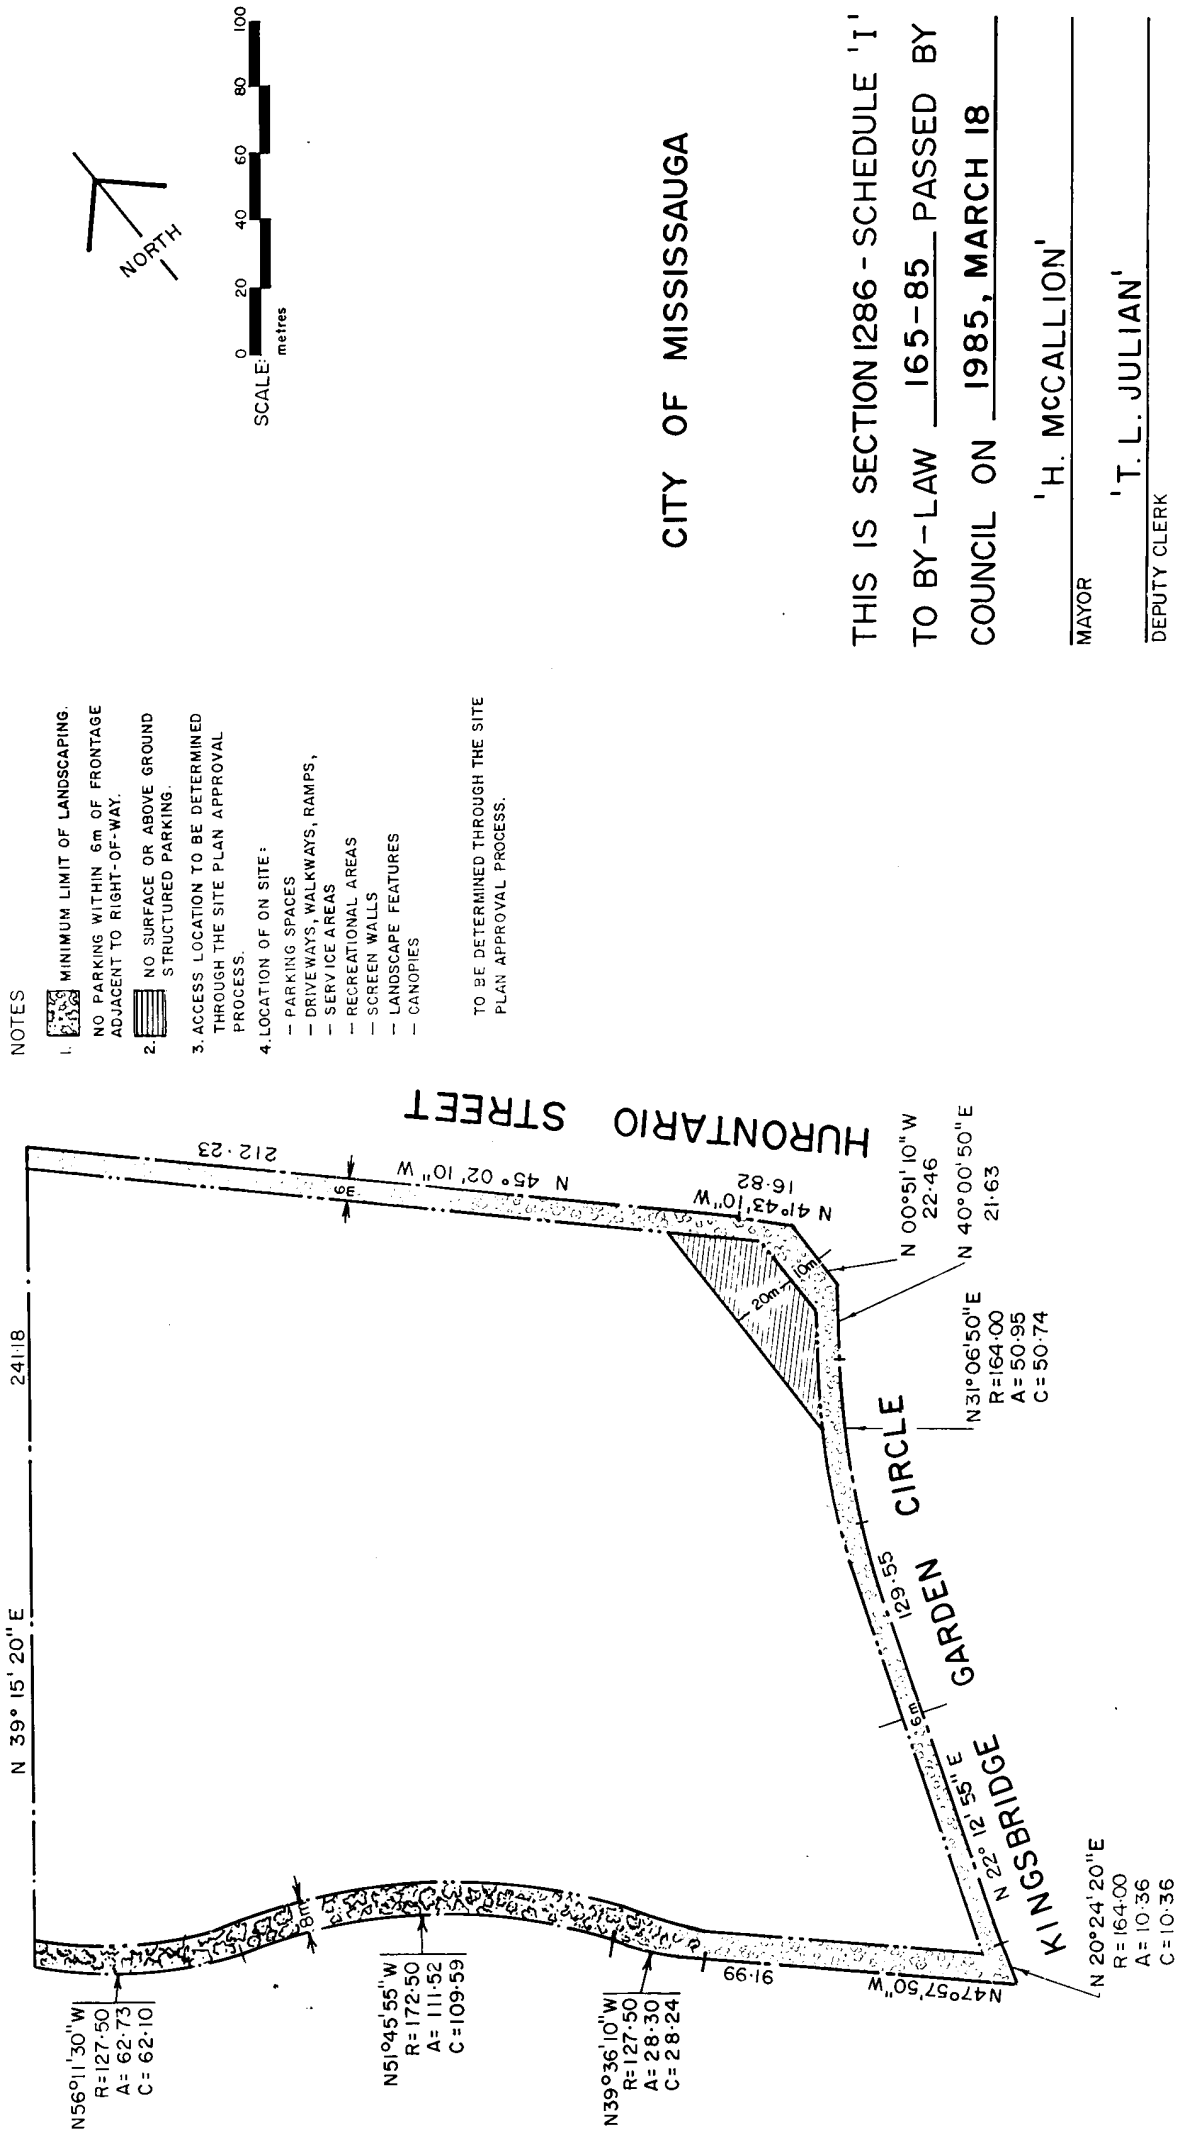 N 39° 15' 20" E
241.18
212.23
N 45° 02' 10" W
N 4°43'10"W
16.82
HURONTARIO STREET
N 00°51'10"W
22.46
N 40°00'50"E
21.63
N31°06'50"E
R=164.00
A=50.95
C=50.74
20m
10m
129.55
6m
N 22° 12' 55" E
KINGSBRIDGE GARDEN CIRCLE
N 20°24'20"E
R=164.00
A=10.36
C=10.36
N47°57'50"W
91.99
N39°36'10"W
R=127.50
A=28.30
C=28.24
N51°45'55"W
R=172.50
A=111.52
C=109.59
8m
N56°11'30"W
R=127.50
A=62.73
C=62.10
NOTES
1. MINIMUM LIMIT OF LANDSCAPING.
NO PARKING WITHIN 6m OF FRONTAGE
ADJACENT TO RIGHT-OF-WAY.
2. NO SURFACE OR ABOVE GROUND
STRUCTURED PARKING.
3. ACCESS LOCATION TO BE DETERMINED
THROUGH THE SITE PLAN APPROVAL
PROCESS.
4. LOCATION OF ON SITE:
– PARKING SPACES
– DRIVEWAYS, WALKWAYS, RAMPS,
– SERVICE AREAS
– RECREATIONAL AREAS
– SCREEN WALLS
– LANDSCAPE FEATURES
– CANOPIES
TO BE DETERMINED THROUGH THE SITE
PLAN APPROVAL PROCESS.
NORTH
SCALE: 0 20 40 60 80 100
metres
CITY OF MISSISSAUGA
THIS IS SECTION 1286 - SCHEDULE 'I'
TO BY-LAW 165-85 PASSED BY
COUNCIL ON 1985, MARCH 18
'H. McCALLION'
MAYOR
'T. L. JULIAN'
DEPUTY CLERK